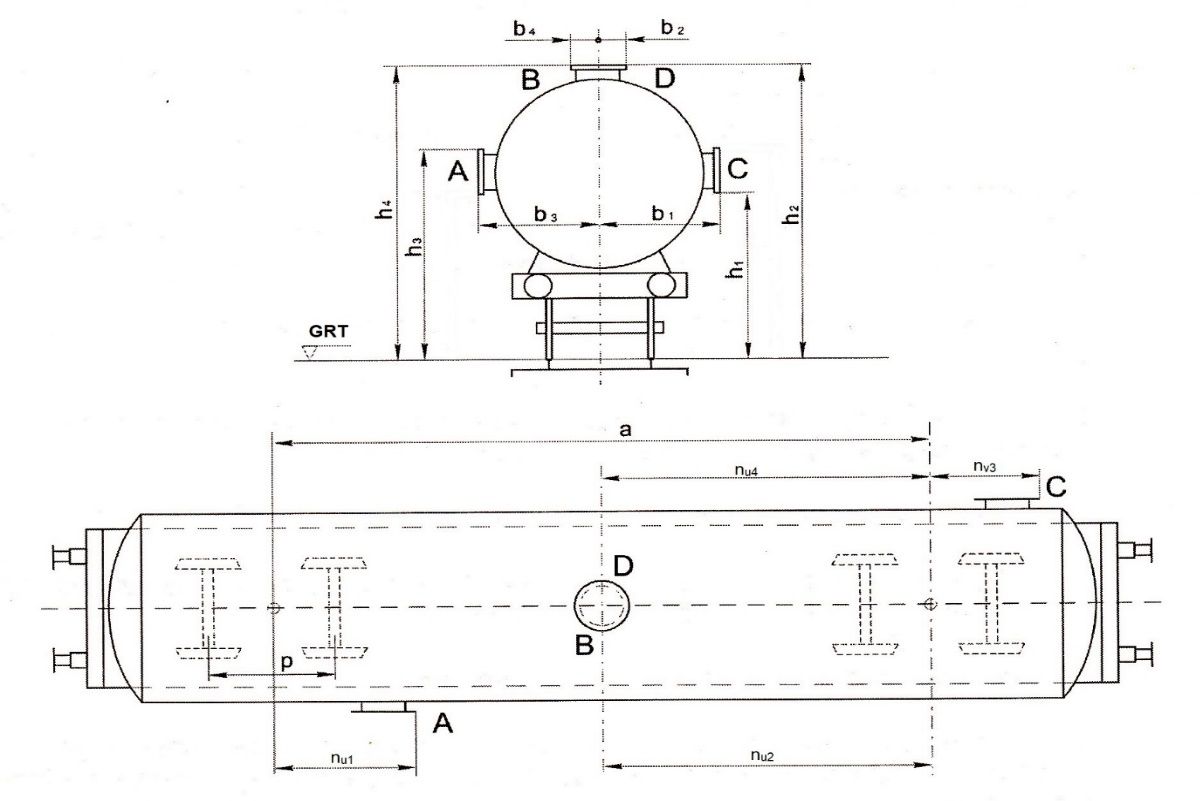 b₄ b₂
B D
A C
b₃ b₁
h₄ h₃ h₁ h₂
GRT
a
nᵤ₄ nᵥ₃
C
D
B
p
A
nᵤ₁ nᵤ₂